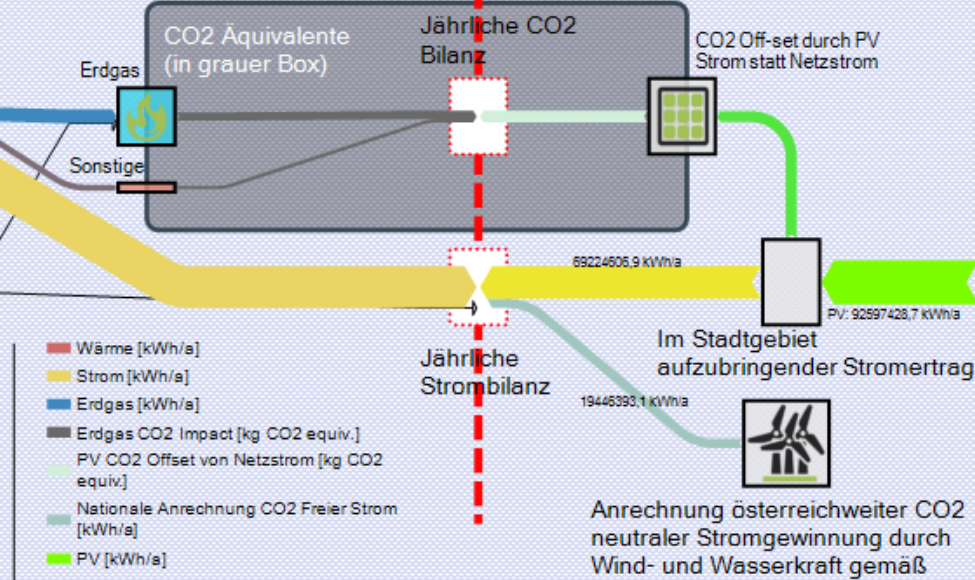 CO2 Äquivalente
(in grauer Box)
Jährliche CO2
Bilanz
CO2 Off-set durch PV
Strom statt Netzstrom
Erdgas
Sonstige
69224606,9 kWh/a
PV: 92597428,7 kWh/a
Im Stadtgebiet
aufzubringender Stromertrag
Jährliche
Strombilanz
19446393,1 kWh/a
Wärme [kWh/a]
Strom [kWh/a]
Erdgas [kWh/a]
Erdgas CO2 Impact [kg CO2 equiv.]
PV CO2 Offset von Netzstrom [kg CO2
equiv.]
Nationale Anrechnung CO2 Freier Strom
[kWh/a]
PV [kWh/a]
Anrechnung österreichweiter CO2
neutraler Stromgewinnung durch
Wind- und Wasserkraft gemäß